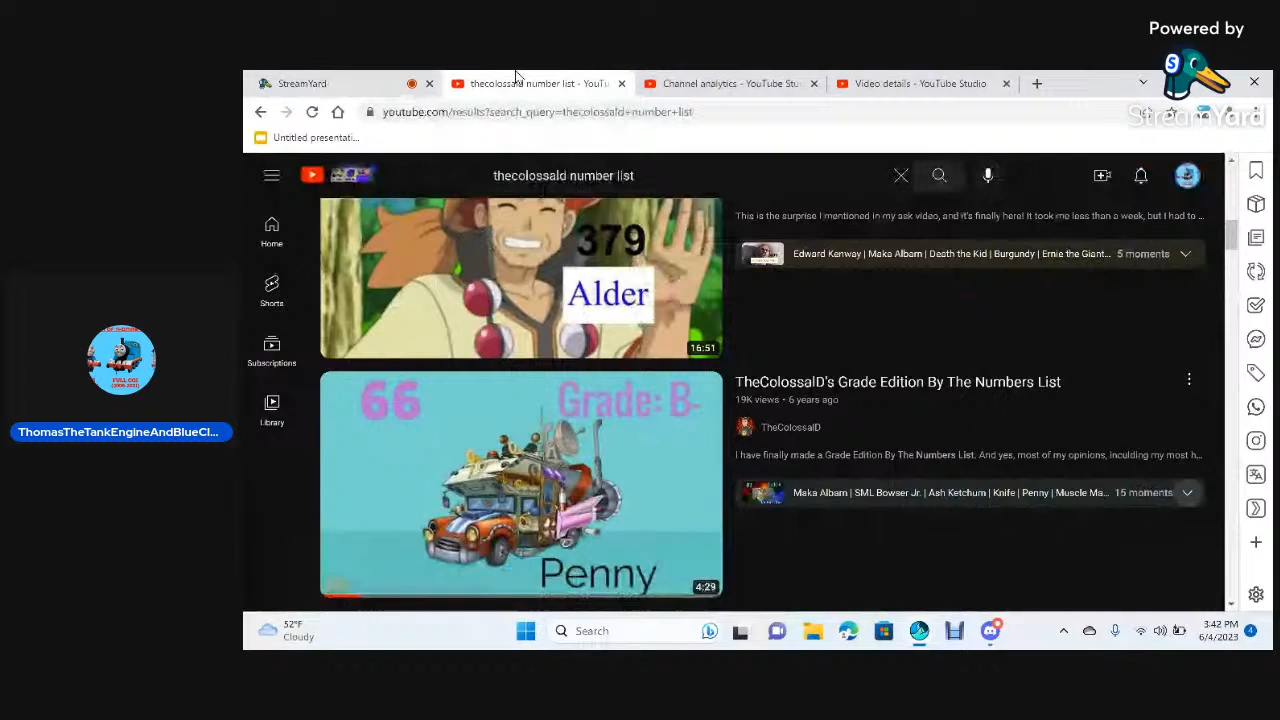 Powered by
StreamYard
StreamYard
thecolossald number list - YouTu
Channel analytics - YouTube Stu
Video details - YouTube Studio
youtube.com/results?search_query=thecolossald+number+list
Untitled presentati...
thecolossald number list
Home
Shorts
Subscriptions
Library
379
Alder
16:51
This is the surprise I mentioned in my ask video, and it's finally here! It took me less than a week, but I had to ...
Edward Kenway | Maka Albarn | Death the Kid | Burgundy | Ernie the Giant...
5 moments
66
Grade: B-
Penny
4:29
TheColossalD's Grade Edition By The Numbers List
19K views • 6 years ago
TheColossalD
I have finally made a Grade Edition By The Numbers List. And yes, most of my opinions, inculding my most h...
Maka Albarn | SML Bowser Jr. | Ash Ketchum | Knife | Penny | Muscle Ma...
15 moments
FULL CGI
ThomasTheTankEngineAndBlueCl...
52°F
Cloudy
Search
3:42 PM
6/4/2023
4